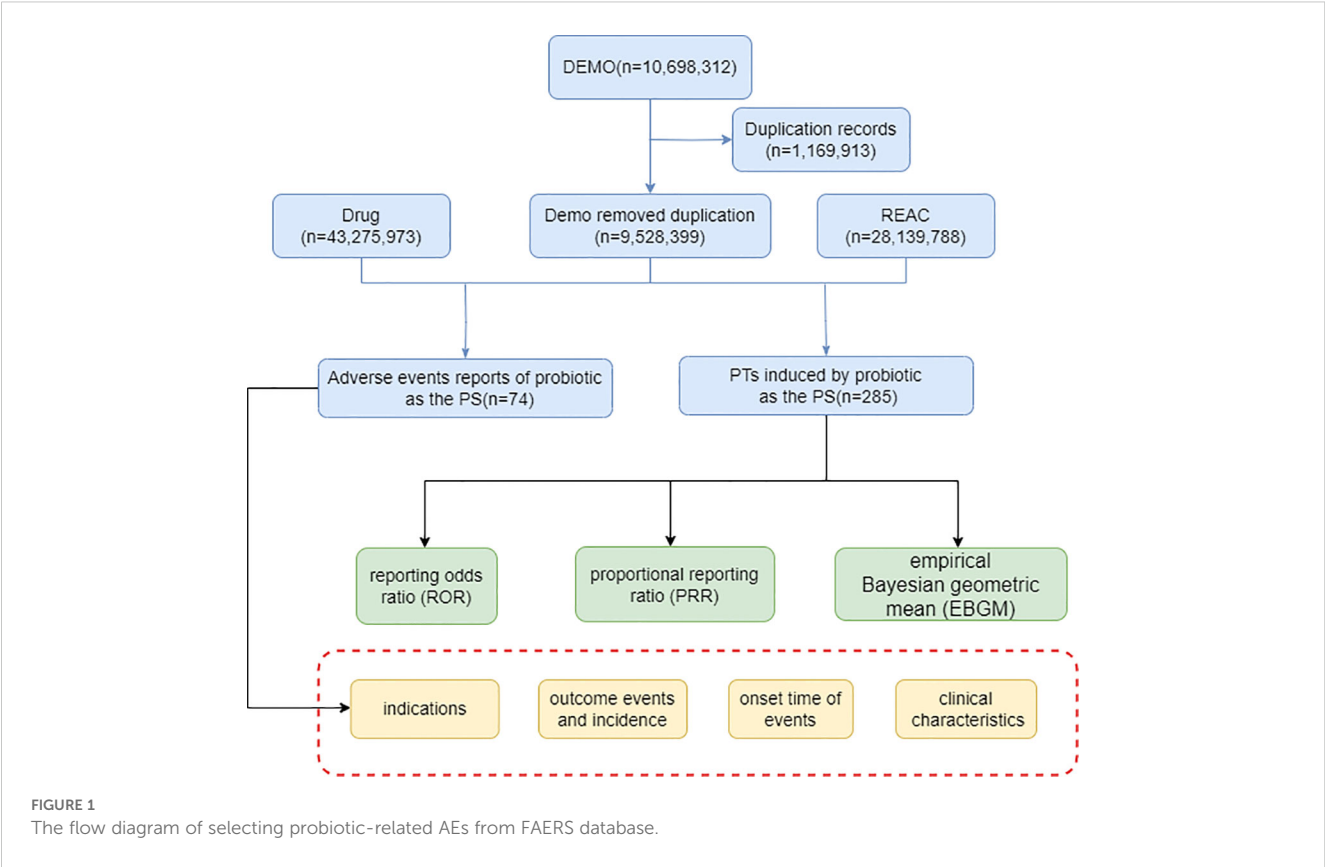 DEMO(n=10,698,312)
Duplication records
(n=1,169,913)
Drug
(n=43,275,973)
Demo removed duplication
(n=9,528,399)
REAC
(n=28,139,788)
Adverse events reports of probiotic
as the PS(n=74)
PTs induced by probiotic
as the PS(n=285)
reporting odds
ratio (ROR)
proportional reporting
ratio (PRR)
empirical
Bayesian geometric
mean (EBGM)
indications
outcome events
and incidence
onset time of
events
clinical
characteristics
FIGURE 1
The flow diagram of selecting probiotic-related AEs from FAERS database.